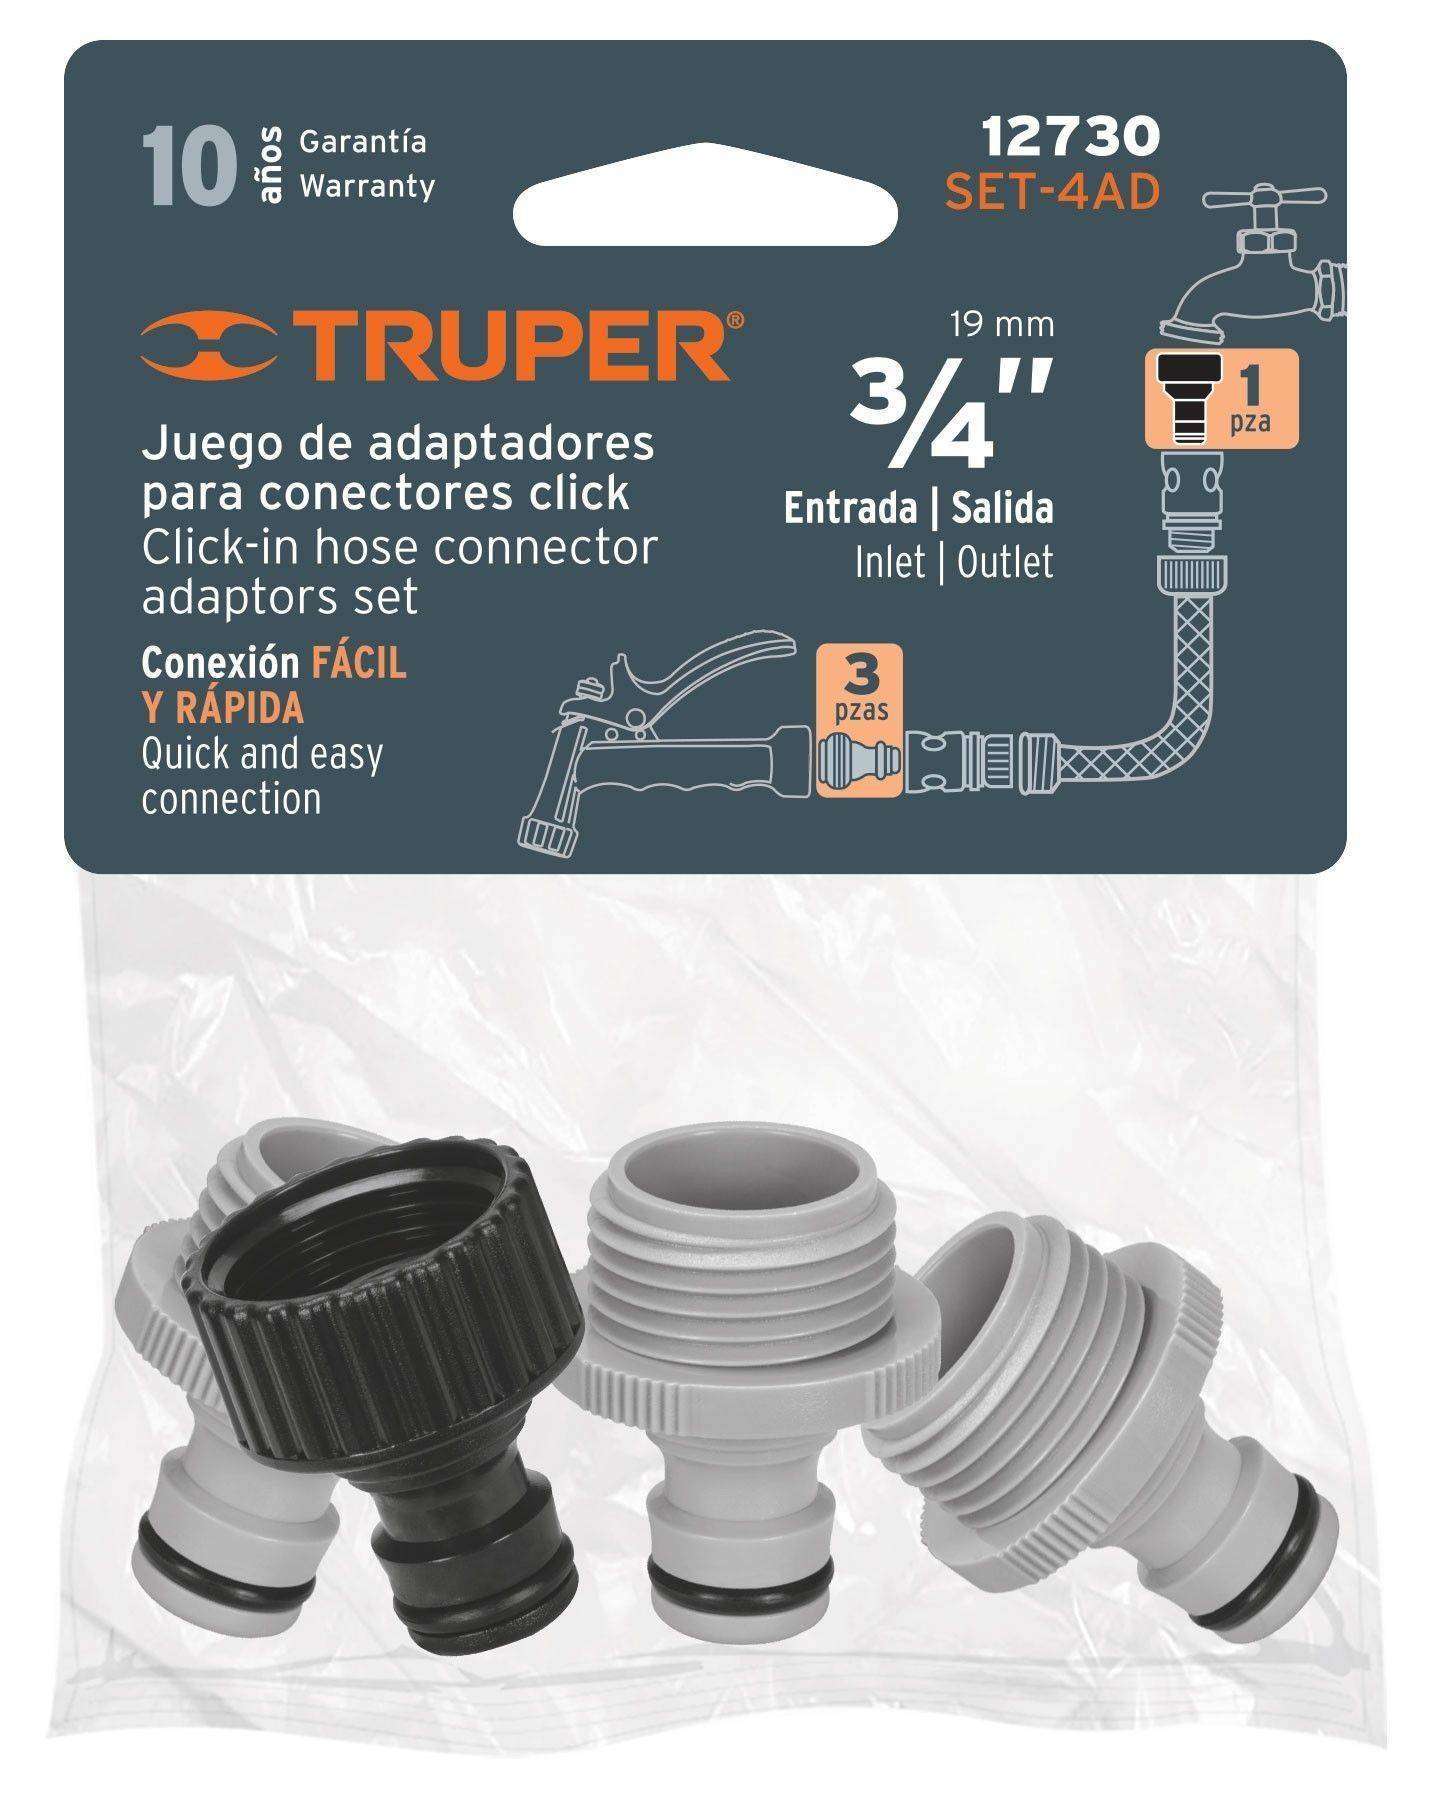 10 años
Garantía
Warranty
12730
SET-4AD
TRUPER®
19 mm
3/4"
Entrada | Salida
Inlet | Outlet
1
pza
Juego de adaptadores
para conectores click
Click-in hose connector
adaptors set
Conexión FÁCIL
Y RÁPIDA
Quick and easy
connection
3
pzas